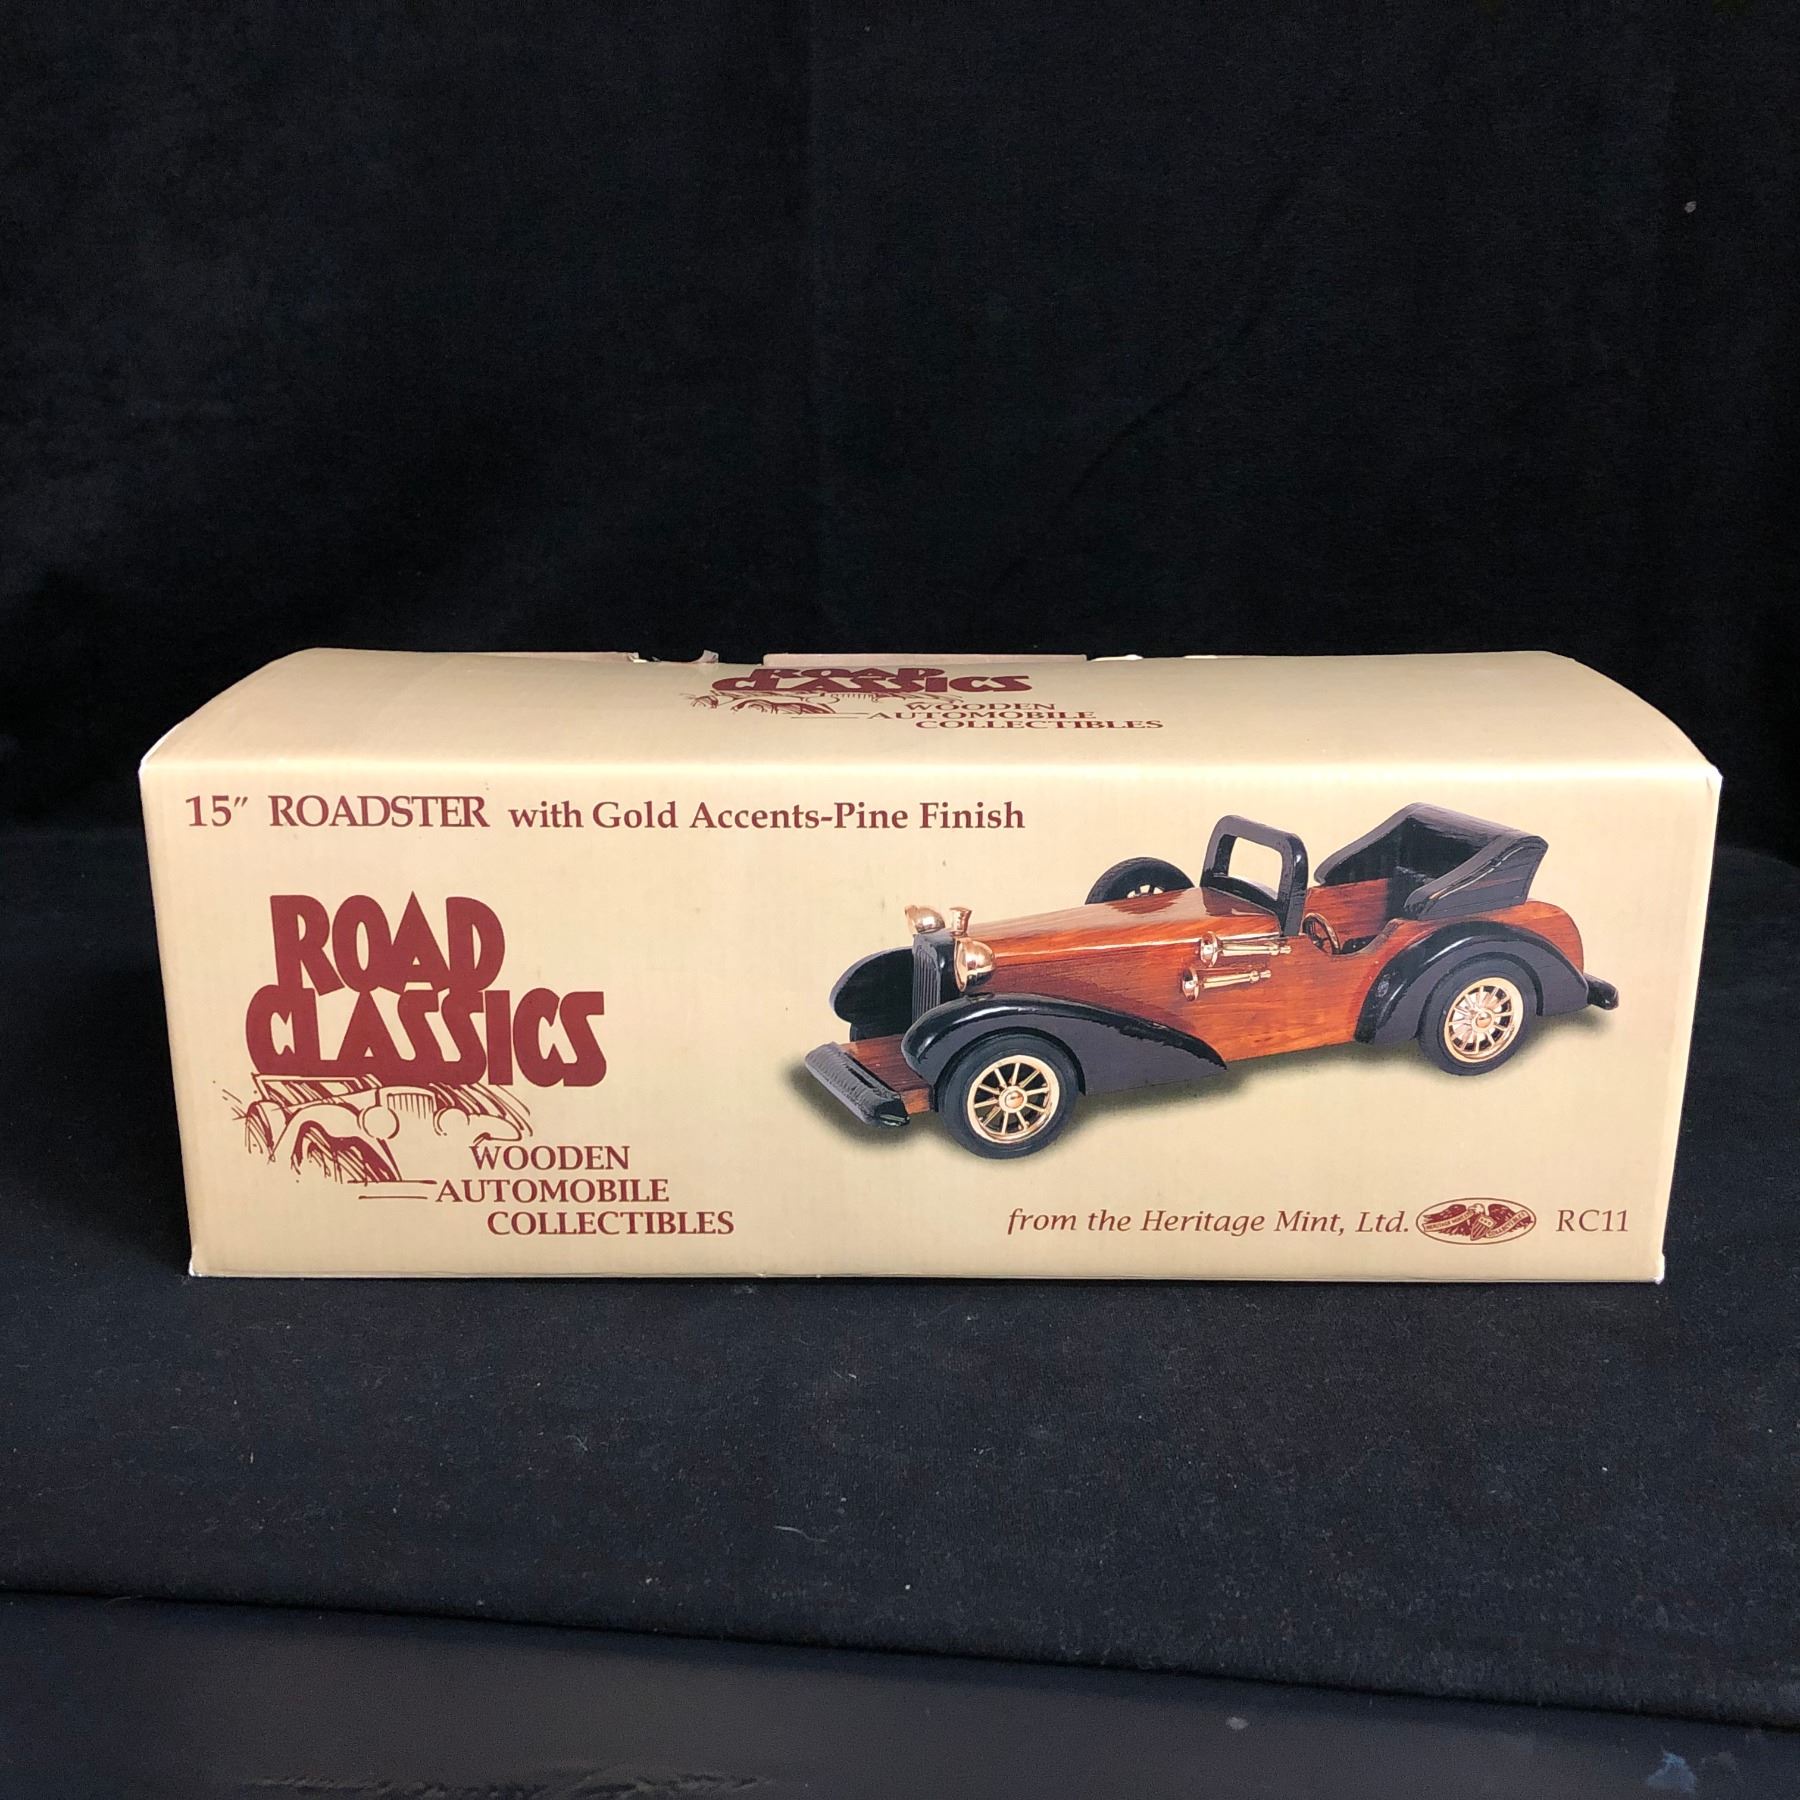 ROAD
CLASSICS
WOODEN
AUTOMOBILE
COLLECTIBLES
15" ROADSTER with Gold Accents-Pine Finish
ROAD
CLASSICS
WOODEN
AUTOMOBILE
COLLECTIBLES
from the Heritage Mint, Ltd. RC11